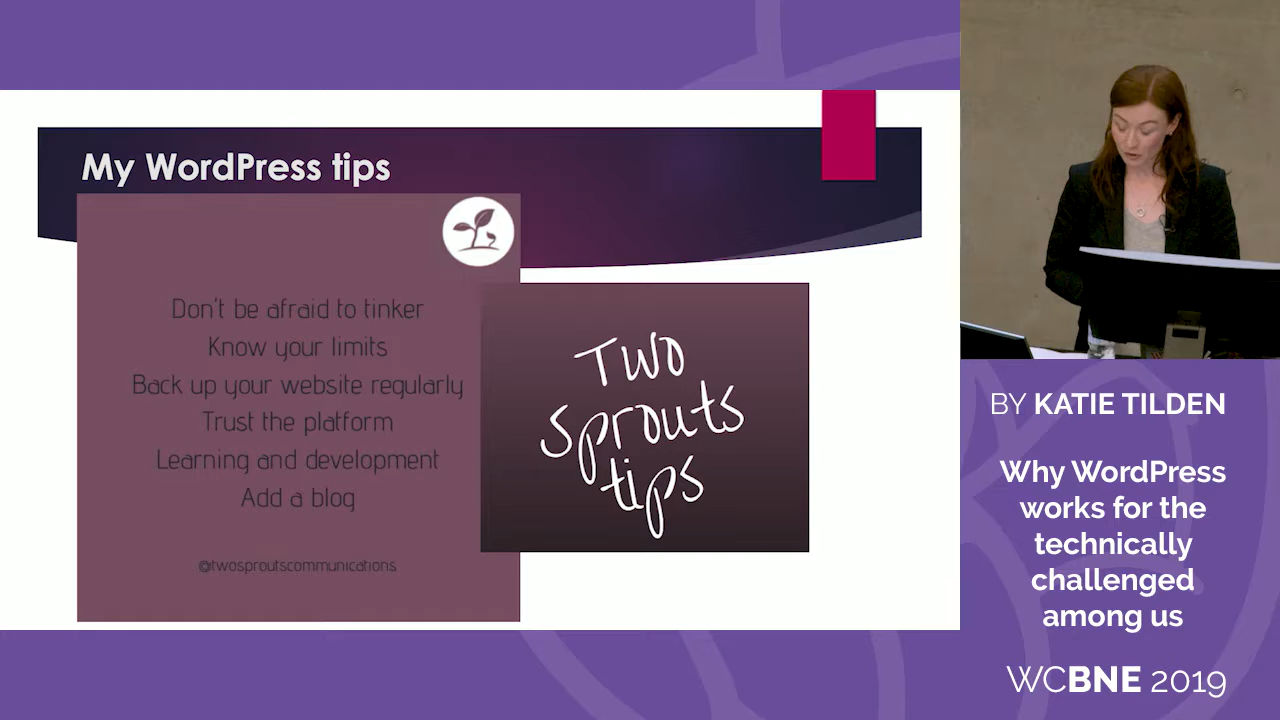 My WordPress tips
Don't be afraid to tinker
Know your limits
Back up your website regularly
Trust the platform
Learning and development
Add a blog
@twosproutscommunications
Two
Sprouts
tips
BY KATIE TILDEN
Why WordPress
works for the
technically
challenged
among us
WCBNE 2019